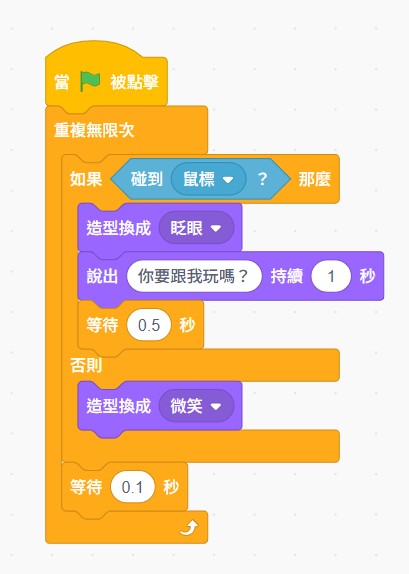 當 被點擊
重複無限次
如果 碰到 鼠標 ? 那麼
造型換成 眨眼
說出 你要跟我玩嗎? 持續 1 秒
等待 0.5 秒
否則
造型換成 微笑
等待 0.1 秒